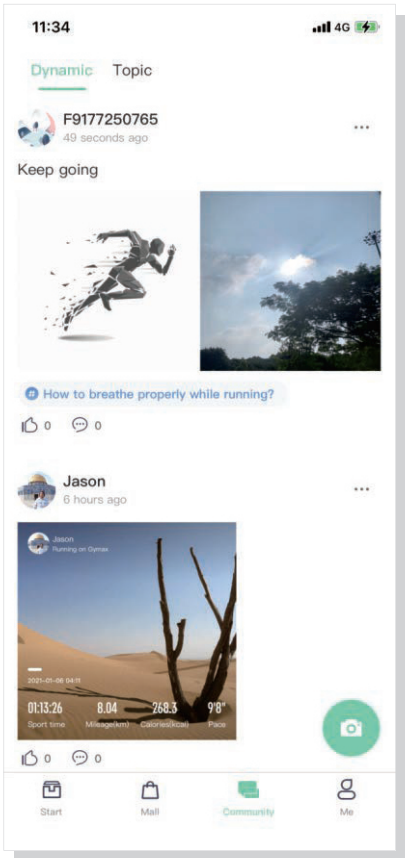 11:34
4G
Dynamic Topic
F9177250765
49 seconds ago
Keep going
# How to breathe properly while running?
0 0
Jason
6 hours ago
Jason
Running on Gymax
2021-01-06 04:11
01:13:26 8.04 268.3 9'8"
Sport time Mileage(km) Calories(kcal) Pace
0 0
Start Mall Community Me